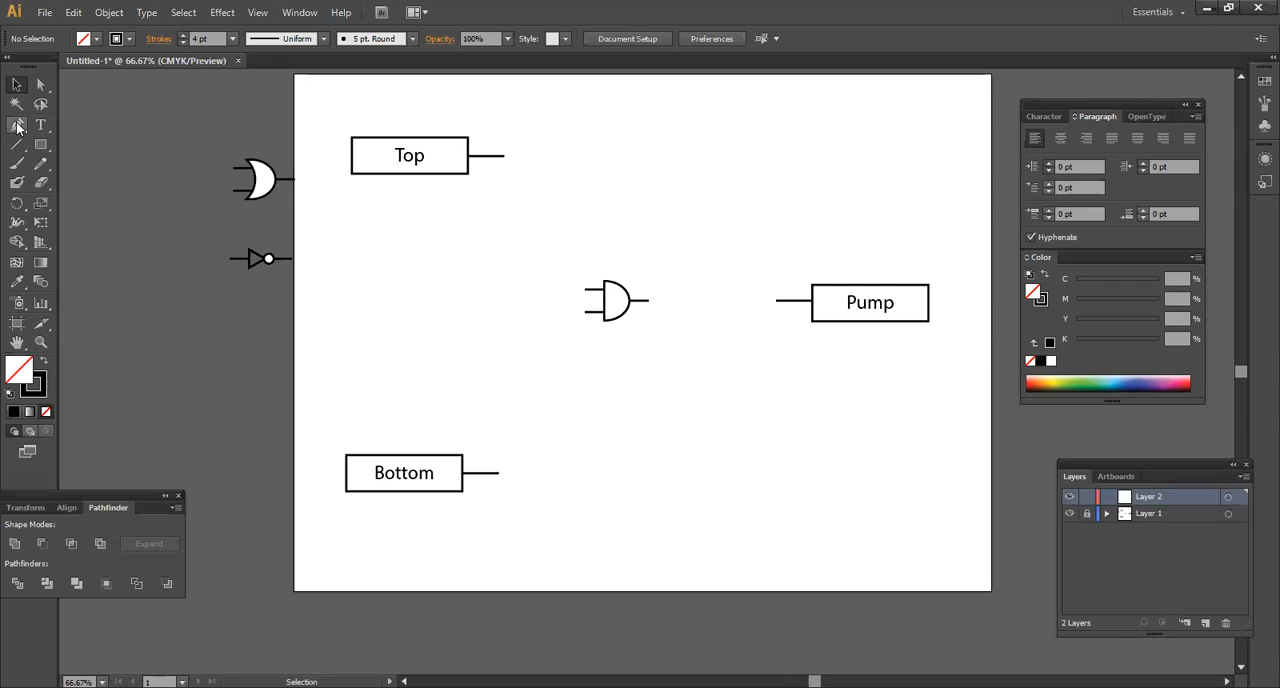 Ai File Edit Object Type Select Effect View Window Help Br Essentials
No Selection Stroke: 4 pt Uniform 5 pt. Round Opacity: 100% Style: Document Setup Preferences
Untitled-1* @ 66.67% (CMYK/Preview) ×
Top
Pump
Bottom
Character Paragraph OpenType
0 pt 0 pt
0 pt
0 pt 0 pt
Hyphenate
Color
C %
M %
Y %
K %
Layers Artboards
Layer 2
Layer 1
2 Layers
Transform Align Pathfinder
Shape Modes:
Expand
Pathfinders:
66.67% 1 Selection